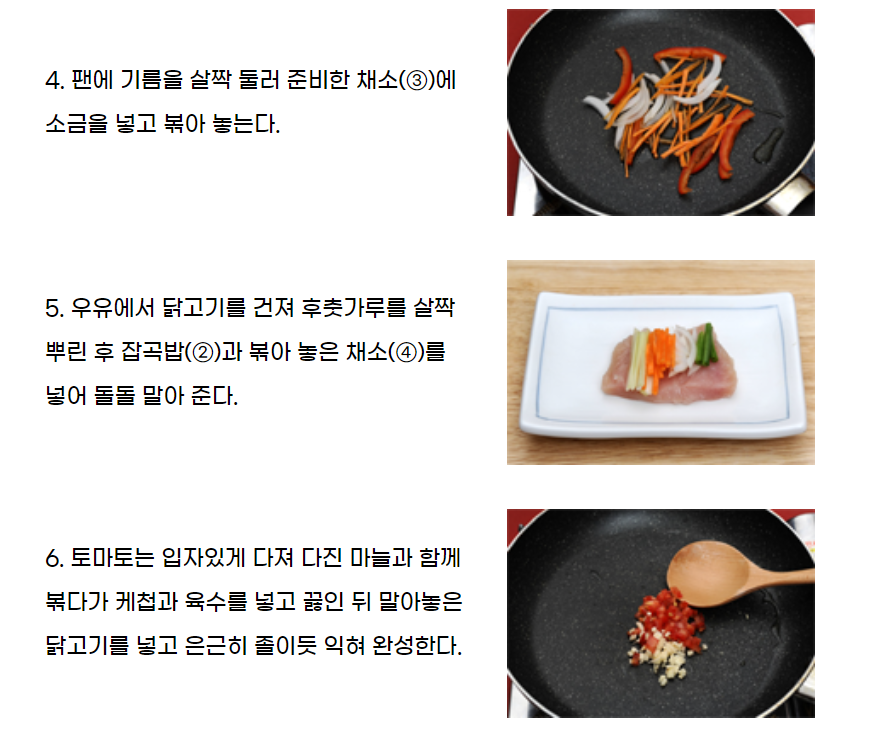 4. 팬에 기름을 살짝 둘러 준비한 채소(③)에
소금을 넣고 볶아 놓는다.
5. 우유에서 닭고기를 건져 후춧가루를 살짝
뿌린 후 잡곡밥(②)과 볶아 놓은 채소(④)를
넣어 돌돌 말아 준다.
6. 토마토는 입자있게 다져 다진 마늘과 함께
볶다가 케첩과 육수를 넣고 끓인 뒤 말아놓은
닭고기를 넣고 은근히 졸이듯 익혀 완성한다.